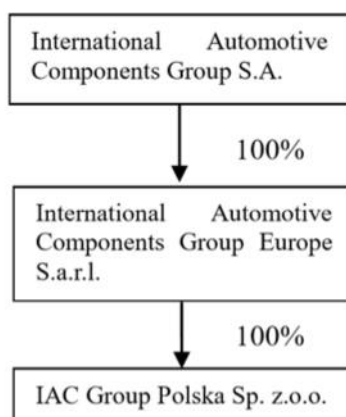 International Automotive
Components Group S.A.
100%
International Automotive
Components Group Europe
S.a.r.l.
100%
IAC Group Polska Sp. z.o.o.